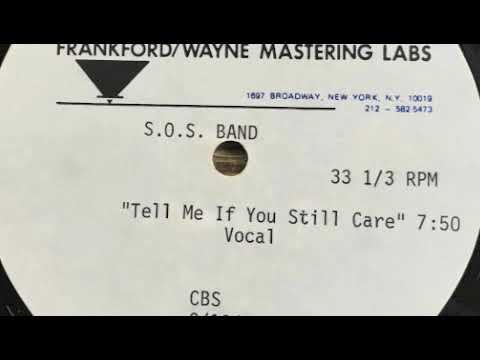 FRANKFORD/WAYNE MASTERING LABS
1697 BROADWAY, NEW YORK, N.Y. 10019
212 - 582-5473
S.O.S. BAND
33 1/3 RPM
"Tell Me If You Still Care" 7:50
Vocal
CBS